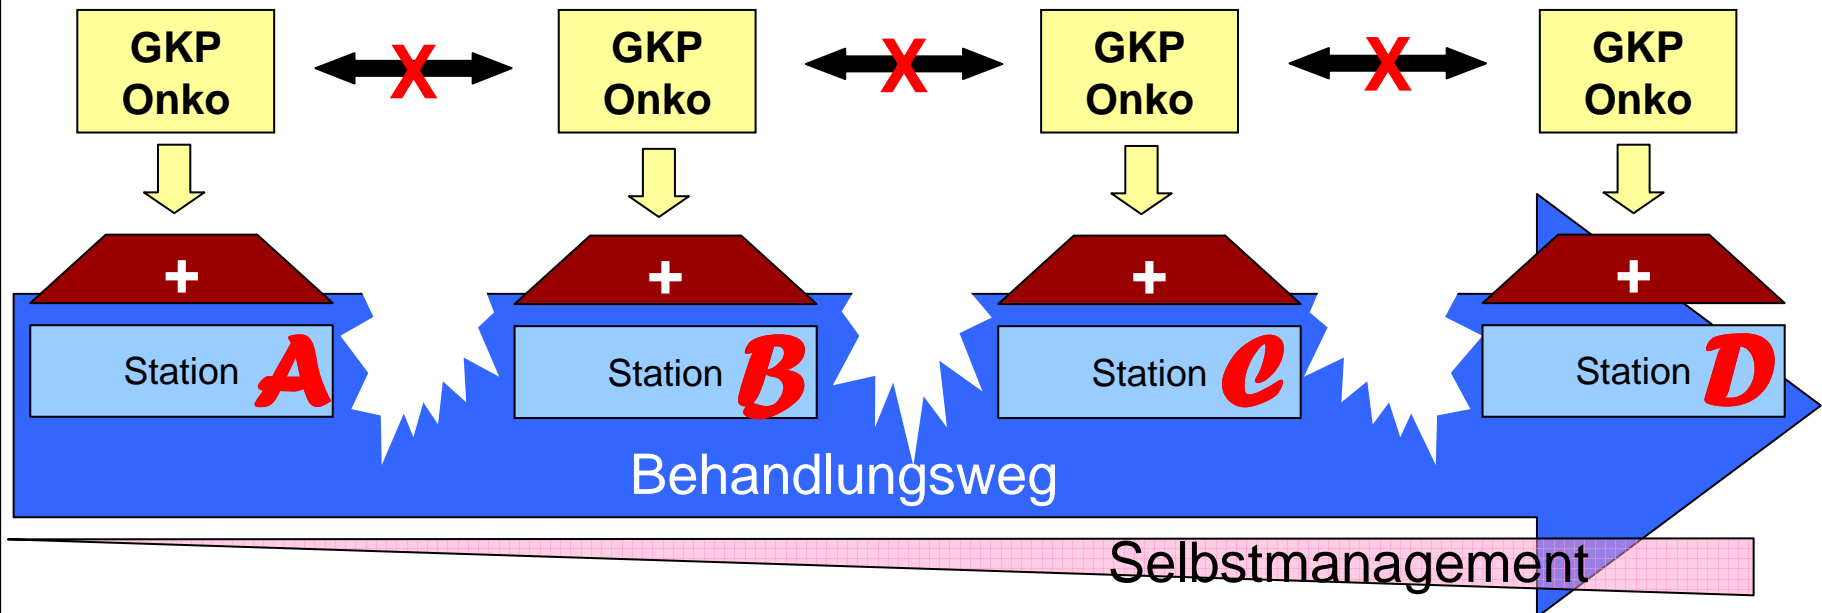 GKP
Onko
X
GKP
Onko
X
GKP
Onko
X
GKP
Onko
+
+
+
+
Station A
Station B
Station C
Station D
Behandlungsweg
Selbstmanagement